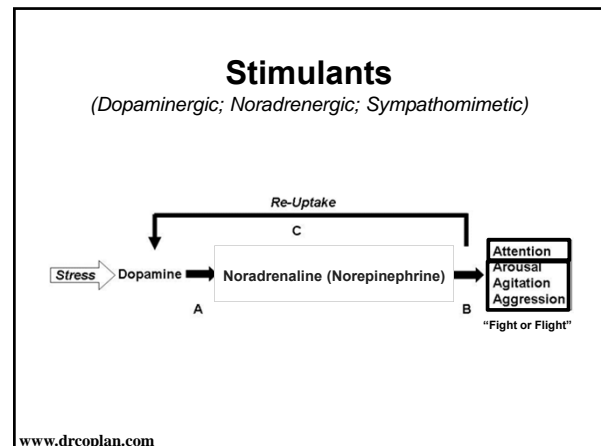 Stimulants
(Dopaminergic; Noradrenergic; Sympathomimetic)
Re-Uptake
C
Stress Dopamine Noradrenaline (Norepinephrine)
A
B
Attention
Arousal
Agitation
Aggression
“Fight or Flight”
www.drcoplan.com